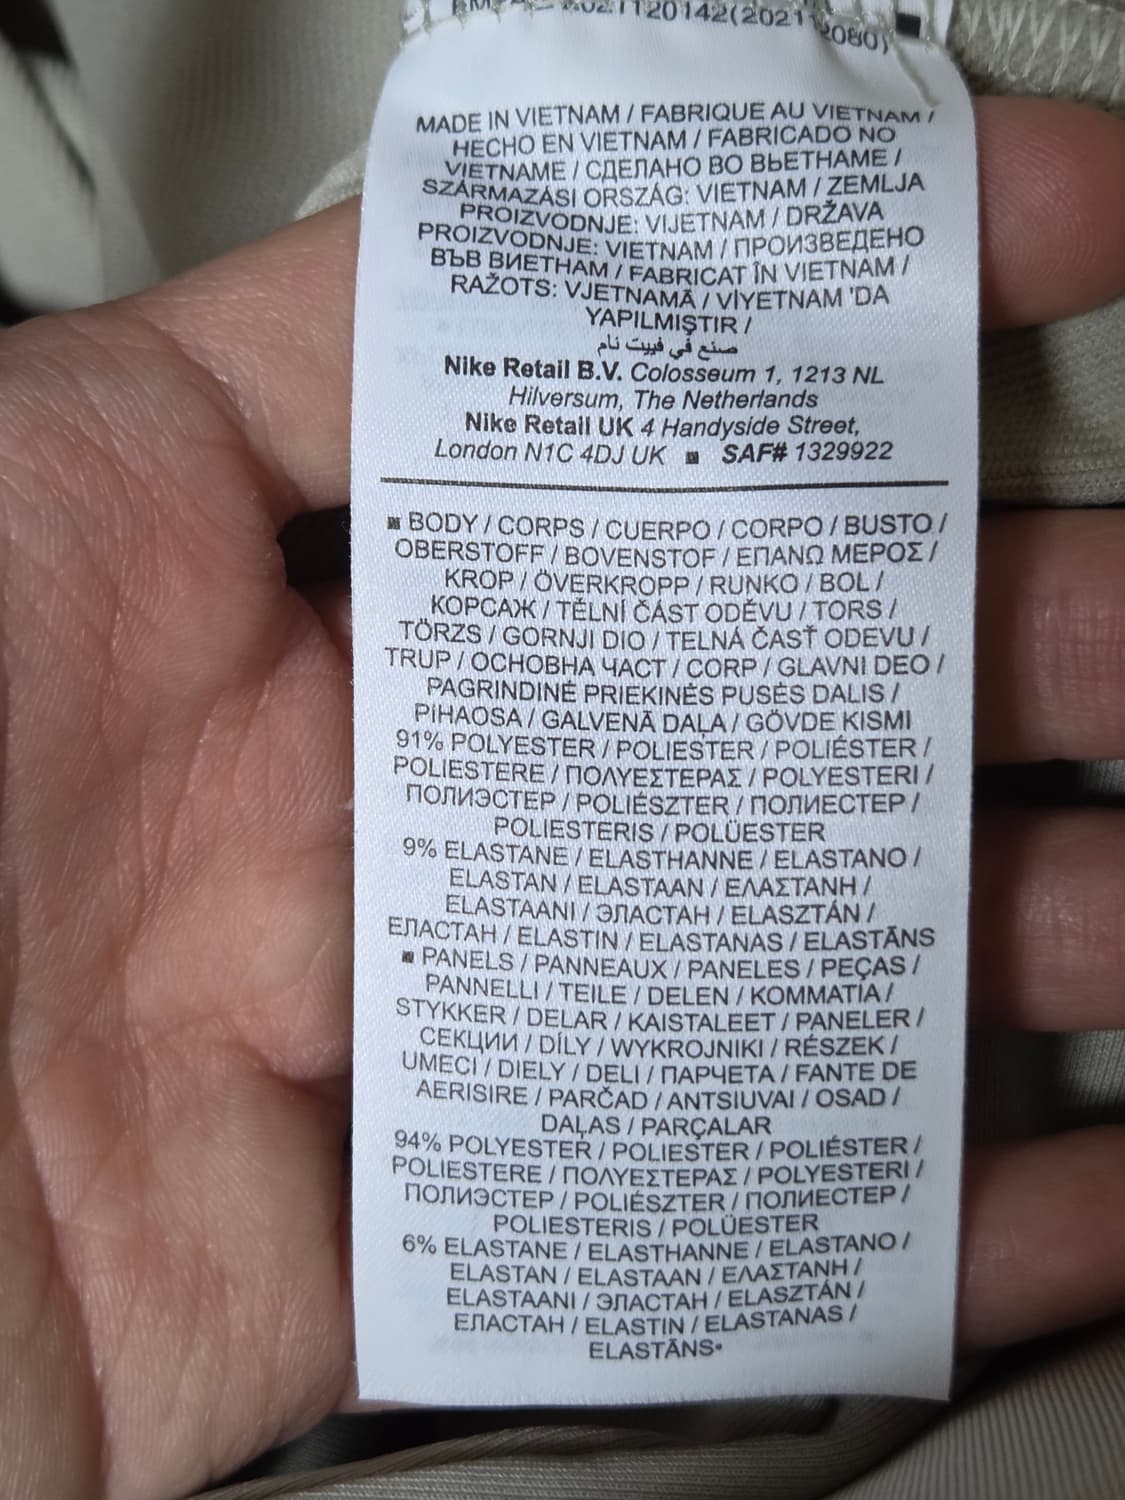 20142(2021
2080)
MADE IN VIETNAM / FABRIQUE AU VIETNAM /
HECHO EN VIETNAM / FABRICADO NO
VIETNAME / СДЕЛАНО ВО ВЬЕТНАМЕ /
SZÁRMAZÁSI ORSZÁG: VIETNAM / ZEMLJA
PROIZVODNJE: VIJETNAM / DRŽAVA
PROIZVODNJE: VIETNAM / ПРОИЗВЕДЕНО
ВЪВ ВИЕТНАМ / FABRICAT ÎN VIETNAM /
RAŽOTS: VJETNAMĀ / VİYETNAM 'DA
YAPILMIŞTIR /
صنع في فييت نام
Nike Retail B.V. Colosseum 1, 1213 NL
Hilversum, The Netherlands
Nike Retail UK 4 Handyside Street,
London N1C 4DJ UK ■ SAF# 1329922
■ BODY / CORPS / CUERPO / CORPO / BUSTO /
OBERSTOFF / BOVENSTOF / ΕΠΑΝΩ ΜΕΡΟΣ /
KROP / ÖVERKROPP / RUNKO / BOL /
КОРСАЖ / TĚLNÍ ČÁST ODĚVU / TORS /
TÖRZS / GORNJI DIO / TELNÁ ČASŤ ODEVU /
TRUP / ОСНОВНА ЧАСТ / CORP / GLAVNI DEO /
PAGRINDINĖ PRIEKINĖS PUSĖS DALIS /
PIHAOSA / GALVENĀ DAĻA / GÖVDE KISMI
91% POLYESTER / POLIESTER / POLIÉSTER /
POLIESTERE / ΠΟΛΥΕΣΤΕΡΑΣ / POLYESTERI /
ПОЛИЭСТЕР / POLIÉSZTER / ПОЛИЕСТЕР /
POLIESTERIS / POLÜESTER
9% ELASTANE / ELASTHANNE / ELASTANO /
ELASTAN / ELASTAAN / ΕΛΑΣΤΑΝΗ /
ELASTAANI / ЭЛАСТАН / ELASZTÁN /
ЕЛАСТАН / ELASTIN / ELASTANAS / ELASTĀNS
■ PANELS / PANNEAUX / PANELES / PEÇAS /
PANNELLI / TEILE / DELEN / ΚΟΜΜΑΤΙΑ /
STYKKER / DELAR / KAISTALEET / PANELER /
СЕКЦИИ / DÍLY / WYKROJNIKI / RÉSZEK /
UMECI / DIELY / DELI / ПАРЧЕТА / FANTE DE
AERISIRE / PARČAD / ANTSIUVAI / OSAD /
DAĻAS / PARÇALAR
94% POLYESTER / POLIESTER / POLIÉSTER /
POLIESTERE / ΠΟΛΥΕΣΤΕΡΑΣ / POLYESTERI /
ПОЛИЭСТЕР / POLIÉSZTER / ПОЛИЕСТЕР /
POLIESTERIS / POLÜESTER
6% ELASTANE / ELASTHANNE / ELASTANO /
ELASTAN / ELASTAAN / ΕΛΑΣΤΑΝΗ /
ELASTAANI / ЭЛАСТАН / ELASZTÁN /
ЕЛАСТАН / ELASTIN / ELASTANAS /
ELASTĀNS▪